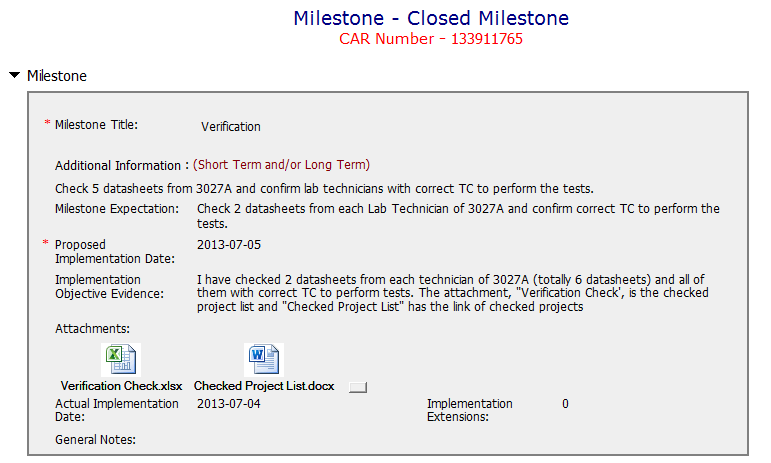 Milestone - Closed Milestone
CAR Number - 133911765
Milestone
* Milestone Title: Verification
Additional Information : (Short Term and/or Long Term)
Check 5 datasheets from 3027A and confirm lab technicians with correct TC to perform the tests.
Milestone Expectation: Check 2 datasheets from each Lab Technician of 3027A and confirm correct TC to perform the
tests.
* Proposed 2013-07-05
Implementation Date:
Implementation I have checked 2 datasheets from each technician of 3027A (totally 6 datasheets) and all of
Objective Evidence: them with correct TC to perform tests. The attachment, "Verification Check', is the checked
project list and "Checked Project List" has the link of checked projects
Attachments:
Verification Check.xlsx Checked Project List.docx
Actual Implementation 2013-07-04 Implementation 0
Date: Extensions:
General Notes: